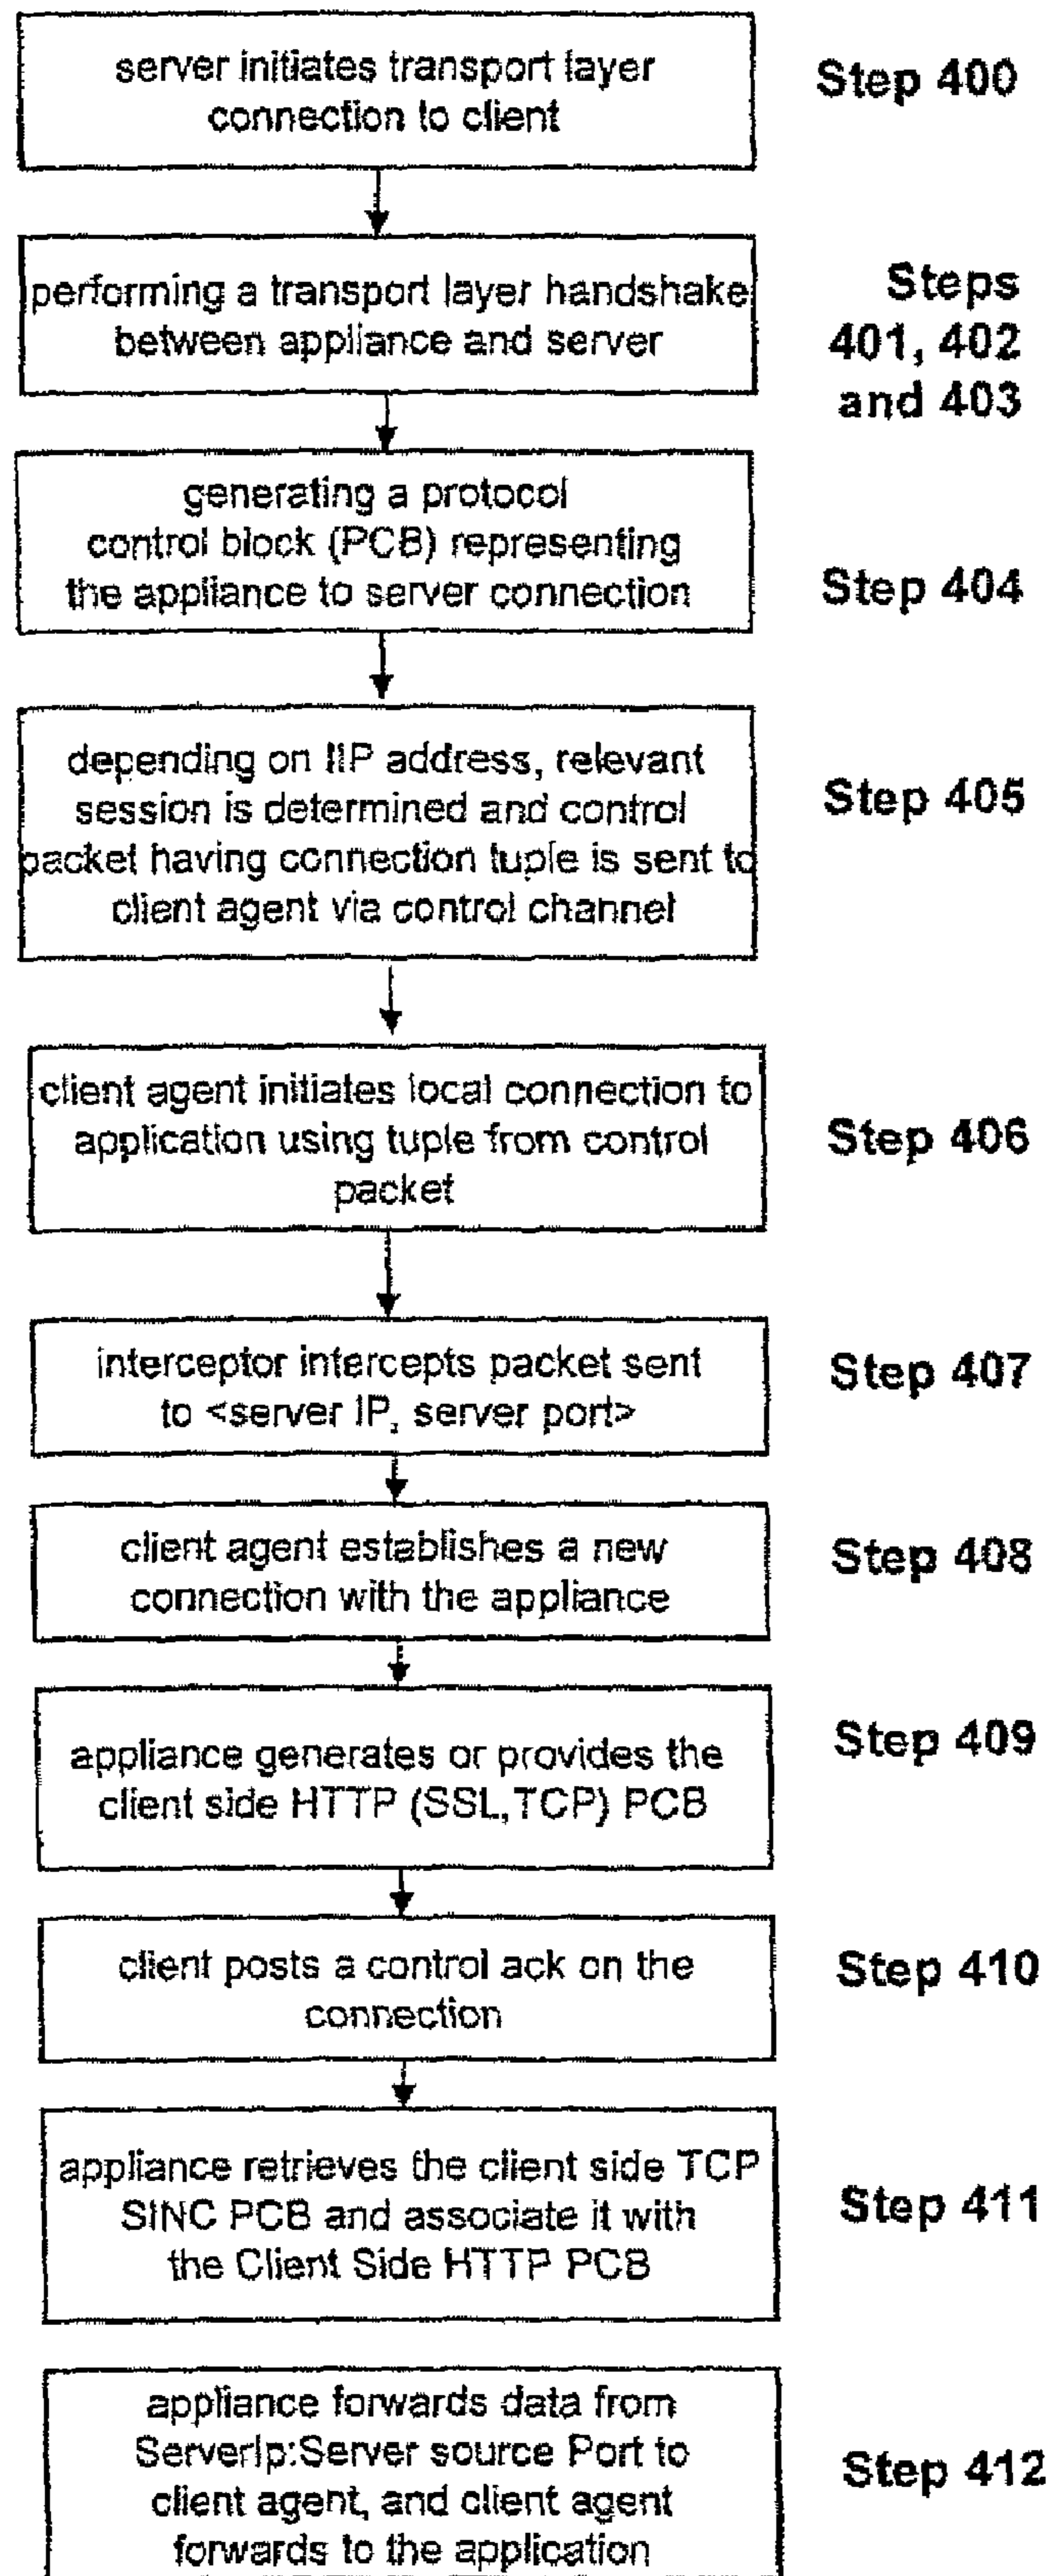 server initiates transport layer
connection to client
Step 400
performing a transport layer handshake
between appliance and server
Steps
401, 402
and 403
generating a protocol
control block (PCB) representing
the appliance to server connection
Step 404
depending on IIP address, relevant
session is determined and control
packet having connection tuple is sent to
client agent via control channel
Step 405
client agent initiates local connection to
application using tuple from control
packet
Step 406
interceptor intercepts packet sent
to <server IP, server port>
Step 407
client agent establishes a new
connection with the appliance
Step 408
appliance generates or provides the
client side HTTP (SSL,TCP) PCB
Step 409
client posts a control ack on the
connection
Step 410
appliance retrieves the client side TCP
SINC PCB and associate it with
the Client Side HTTP PCB
Step 411
appliance forwards data from
ServerIp:Server source Port to
client agent, and client agent
forwards to the application
Step 412